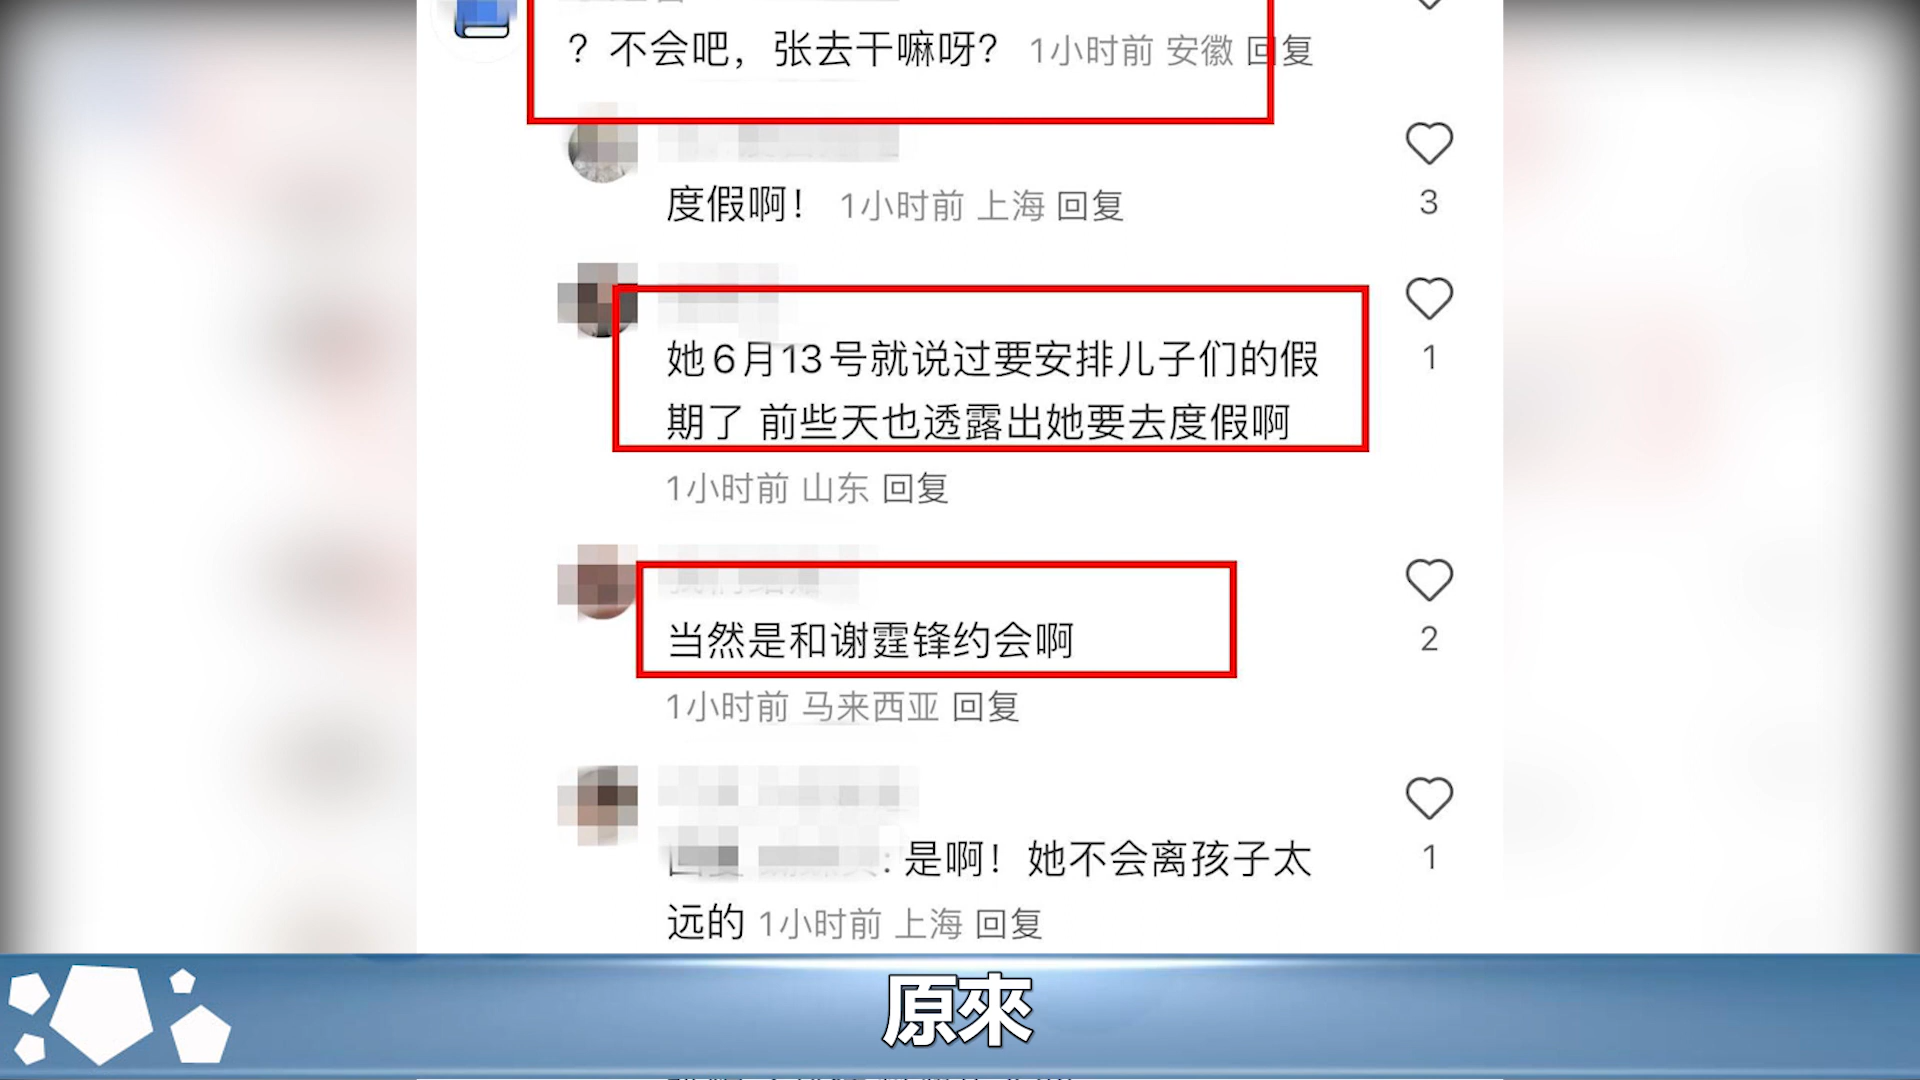 ？不会吧，张去干嘛呀？ 1小时前 安徽 回复
度假啊！ 1小时前 上海 回复
3
她6月13号就说过要安排儿子们的假
1
期了 前些天也透露出她要去度假啊
1小时前 山东 回复
当然是和谢霆锋约会啊
2
1小时前 马来西亚 回复
: 是啊！她不会离孩子太
1
远的 1小时前 上海 回复
原來